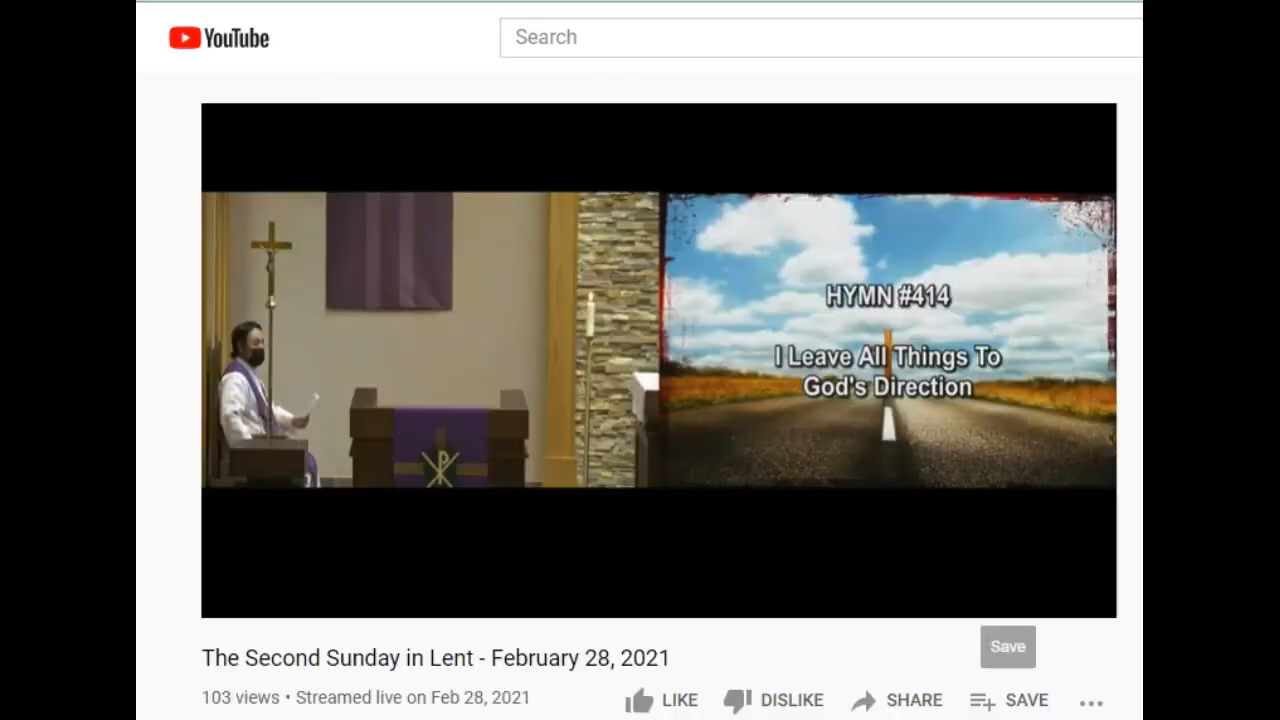 YouTube
Search
HYMN #414
I Leave All Things To
God's Direction
The Second Sunday in Lent - February 28, 2021
Save
103 views • Streamed live on Feb 28, 2021
LIKE
DISLIKE
SHARE
SAVE